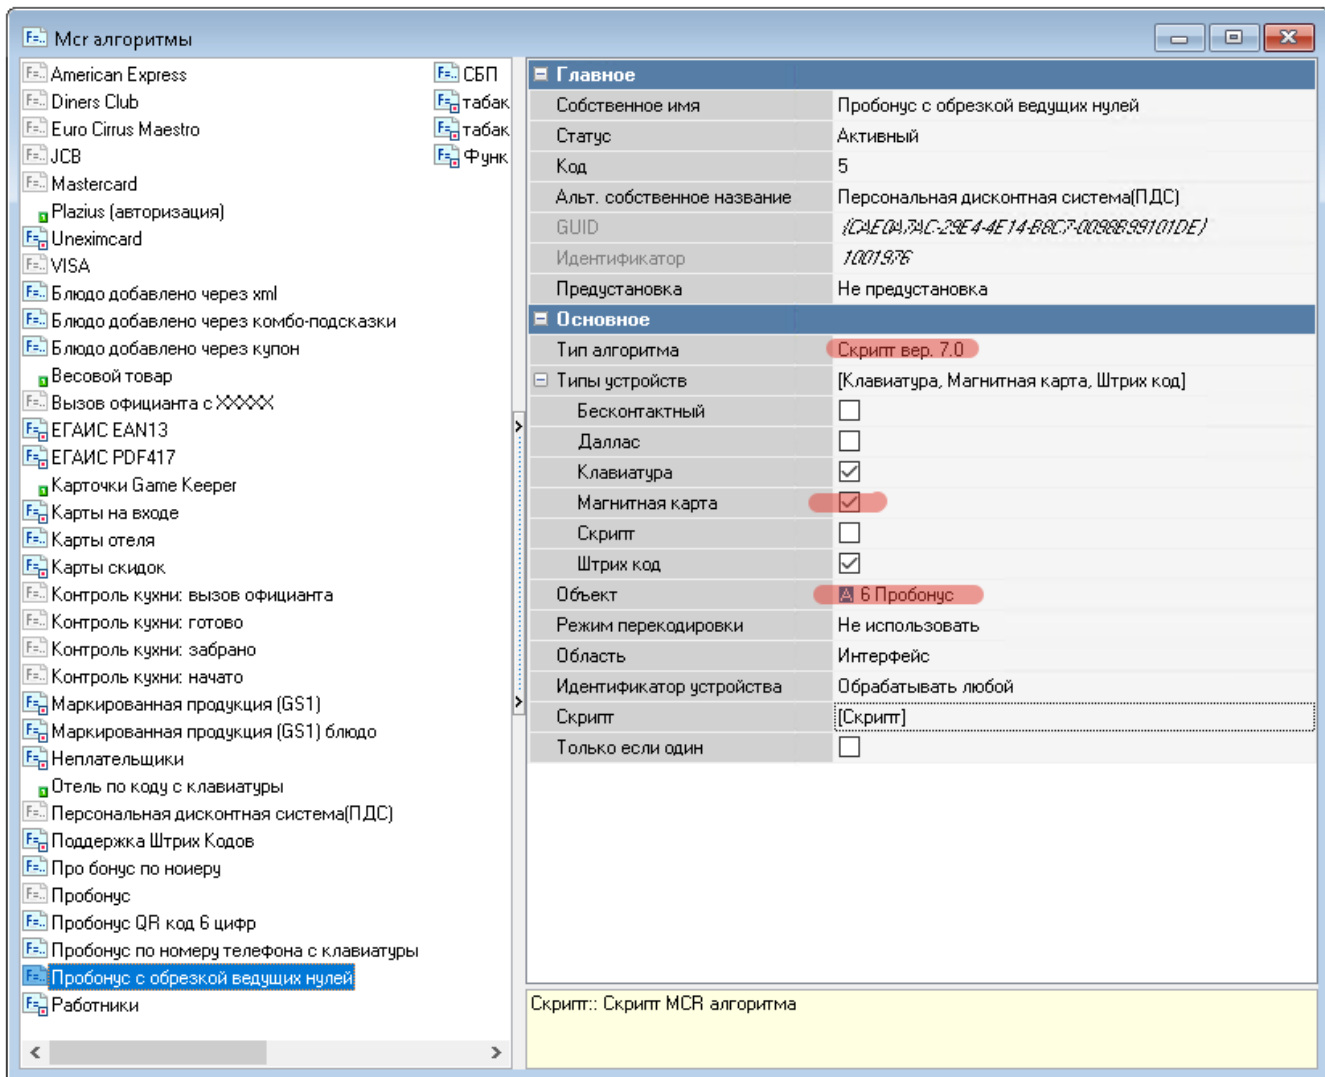 Mcr алгоритмы
American Express
Diners Club
Euro Cirrus Maestro
JCB
Mastercard
Plazius (авторизация)
Uneximcard
VISA
Блюдо добавлено через xml
Блюдо добавлено через комбо-подсказки
Блюдо добавлено через купон
Весовой товар
Вызов официанта с XXXXX
ЕГАИС EAN13
ЕГАИС PDF417
Карточки Game Keeper
Карты на входе
Карты отеля
Карты скидок
Контроль кухни: вызов официанта
Контроль кухни: готово
Контроль кухни: забрано
Контроль кухни: начато
Маркированная продукция (GS1)
Маркированная продукция (GS1) блюдо
Неплательщики
Отель по коду с клавиатуры
Персональная дисконтная система(ПДС)
Поддержка Штрих Кодов
Про бонус по ноиеру
Пробонус
Пробонус QR код 6 цифр
Пробонус по номеру телефона с клавиатуры
Пробонус с обрезкой ведущих нулей
Работники
СБП
табак
табак
Функ
Главное
Собственное имя Пробонус с обрезкой ведущих нулей
Статус Активный
Код 5
Альт. собственное название Персональная дисконтная система(ПДС)
GUID {CAE0A7AC-29E4-4E14-B8C7-0098B99101DE}
Идентификатор 1001976
Предустановка Не предустановка
Основное
Тип алгоритма Скрипт вер. 7.0
Типы устройств [Клавиатура, Магнитная карта, Штрих код]
Бесконтактный
Даллас
Клавиатура
Магнитная карта
Скрипт
Штрих код
Объект A 6 Пробонус
Режим перекодировки Не использовать
Область Интерфейс
Идентификатор устройства Обрабатывать любой
Скрипт [Скрипт]
Только если один
Скрипт:: Скрипт MCR алгоритма